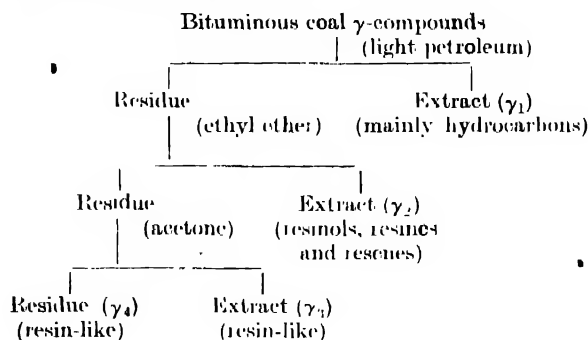 Bituminous coal γ-compounds
(light petroleum)
Residue Extract (γ₁)
(ethyl ether) (mainly hydrocarbons)
Residue Extract (γ₂)
(acetone) (resinols, resines
and resenes)
Residue (γ₄) Extract (γ₃)
(resin-like) (resin-like)